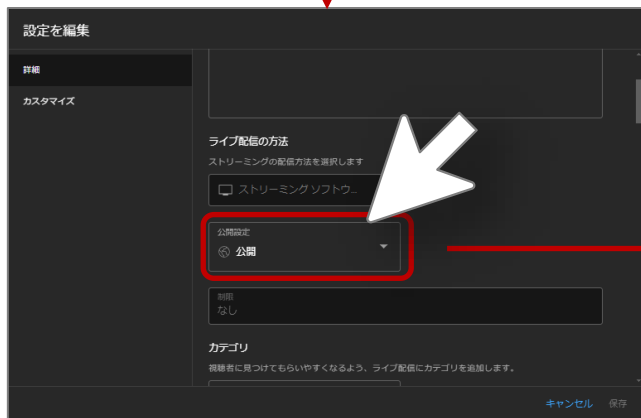 設定を編集
詳細
カスタマイズ
ライブ配信の方法
ストリーミングの配信方法を選択します
ストリーミングソフトウ...
公開設定
公開
制限
なし
カテゴリ
視聴者に見つけてもらいやすくなるよう、ライブ配信にカテゴリを追加します。
キャンセル 保存